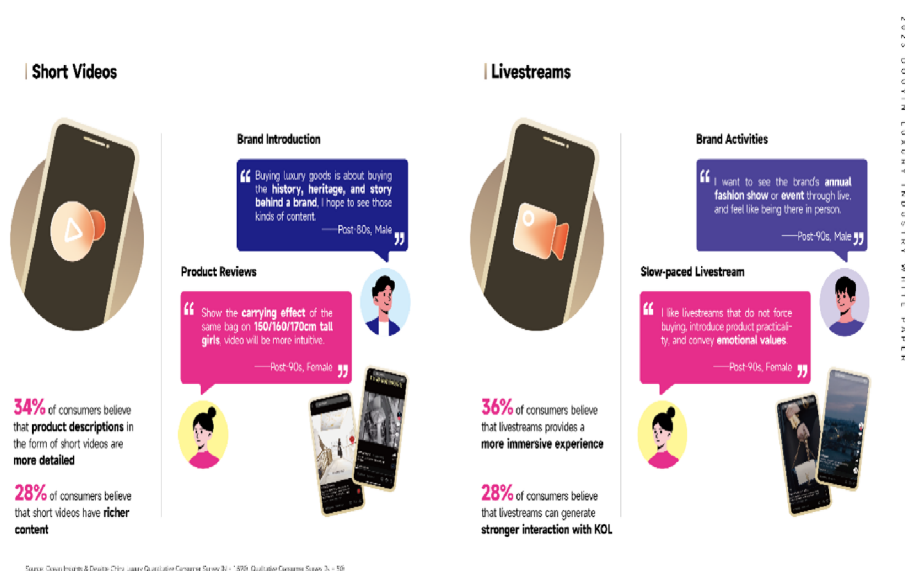 Short Videos
Brand Introduction
“ Buying luxury goods is about buying
the history, heritage, and story
behind a brand, I hope to see those
kinds of content.
——Post-80s, Male ”
Product Reviews
“ Show the carrying effect of the
same bag on 150/160/170cm tall
girls, video will be more intuitive.
——Post-90s, Female ”
34% of consumers believe
that product descriptions in
the form of short videos are
more detailed
28% of consumers believe
that short videos have richer
content
Livestreams
Brand Activities
“ I want to see the brand's annual
fashion show or event through live,
and feel like being there in person.
——Post-90s, Male ”
Slow-paced Livestream
“ I like livestreams that do not force
buying, introduce product practicali-
ty, and convey emotional values.
——Post-90s, Female ”
36% of consumers believe
that livestreams provides a
more immersive experience
28% of consumers believe
that livestreams can generate
stronger interaction with KOL
2023 DOUYIN LUXURY INDUSTRY WHITE PAPER